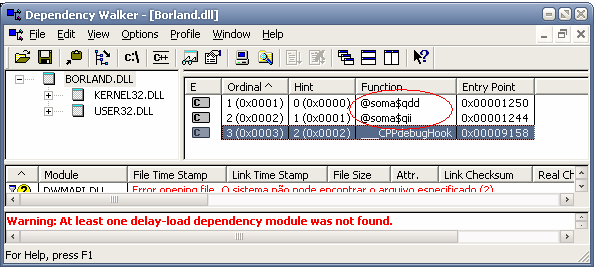 Dependency Walker - [Borland.dll]
File Edit View Options Profile Window Help
C:\ C++
BORLAND.DLL
KERNEL32.DLL
USER32.DLL
E Ordinal ^ Hint Function Entry Point
C 1 (0x0001) 0 (0x0000) @soma$qdd 0x00001250
C 2 (0x0002) 1 (0x0001) @soma$qii 0x00001244
C 3 (0x0003) 2 (0x0002) ___CPPdebugHook 0x00009158
^ Module File Time Stamp Link Time Stamp File Size Attr. Link Checksum Real Ch
? DWMAPI.DLL Error opening file. O sistema não pode encontrar o arquivo especificado (2)
Warning: At least one delay-load dependency module was not found.
For Help, press F1